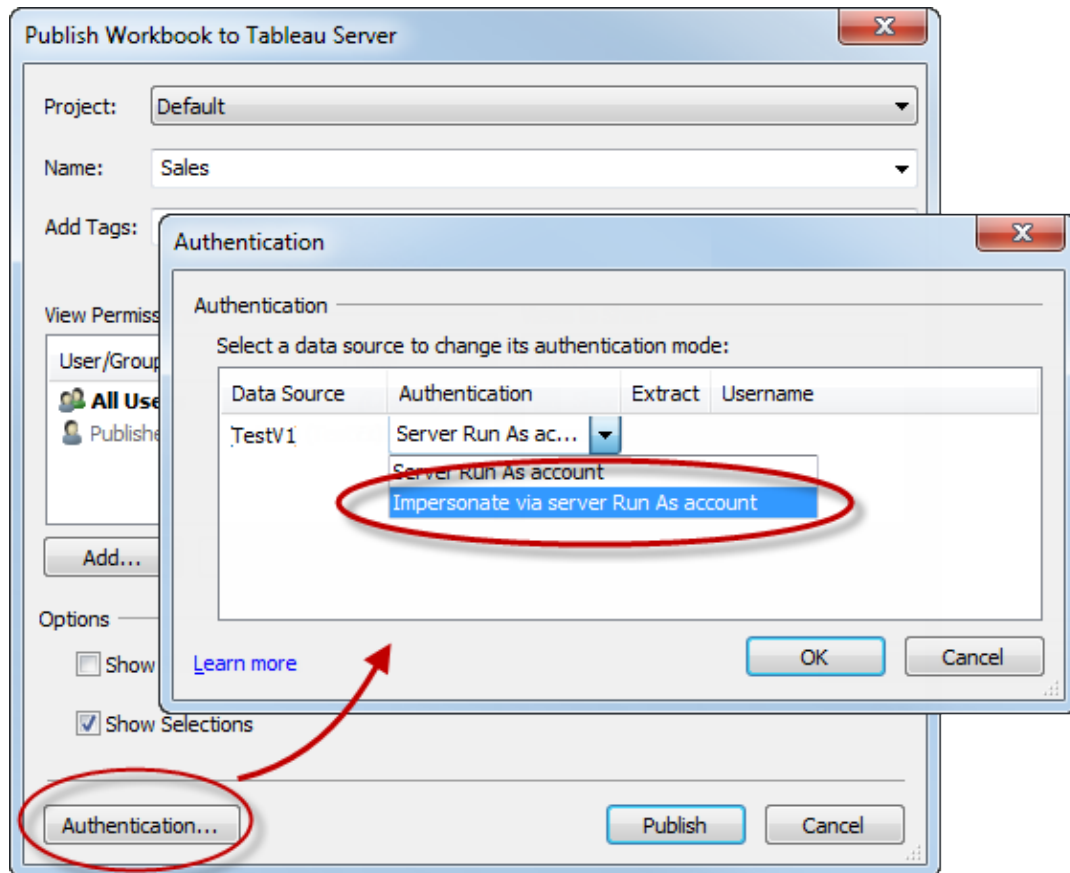 Publish Workbook to Tableau Server
Project: Default
Name: Sales
Add Tags:
Authentication
View Permiss
Authentication
Select a data source to change its authentication mode:
User/Group
Data Source Authentication Extract Username
All Use
TestV1 Server Run As ac...
Publishe
Server Run As account
Impersonate via server Run As account
Add...
Options
Show
Learn more OK Cancel
Show Selections
Authentication... Publish Cancel